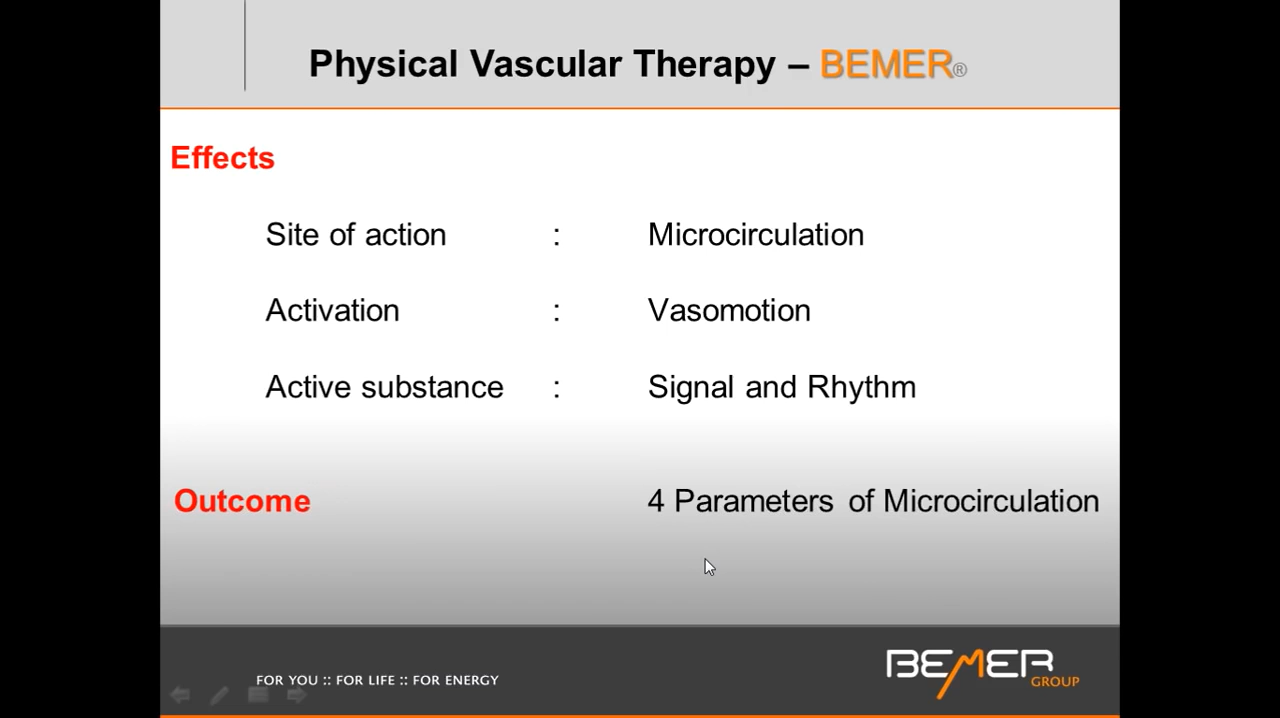 Physical Vascular Therapy – BEMER®
Effects
Site of action : Microcirculation
Activation : Vasomotion
Active substance : Signal and Rhythm
Outcome 4 Parameters of Microcirculation
FOR YOU :: FOR LIFE :: FOR ENERGY
BEMER
GROUP